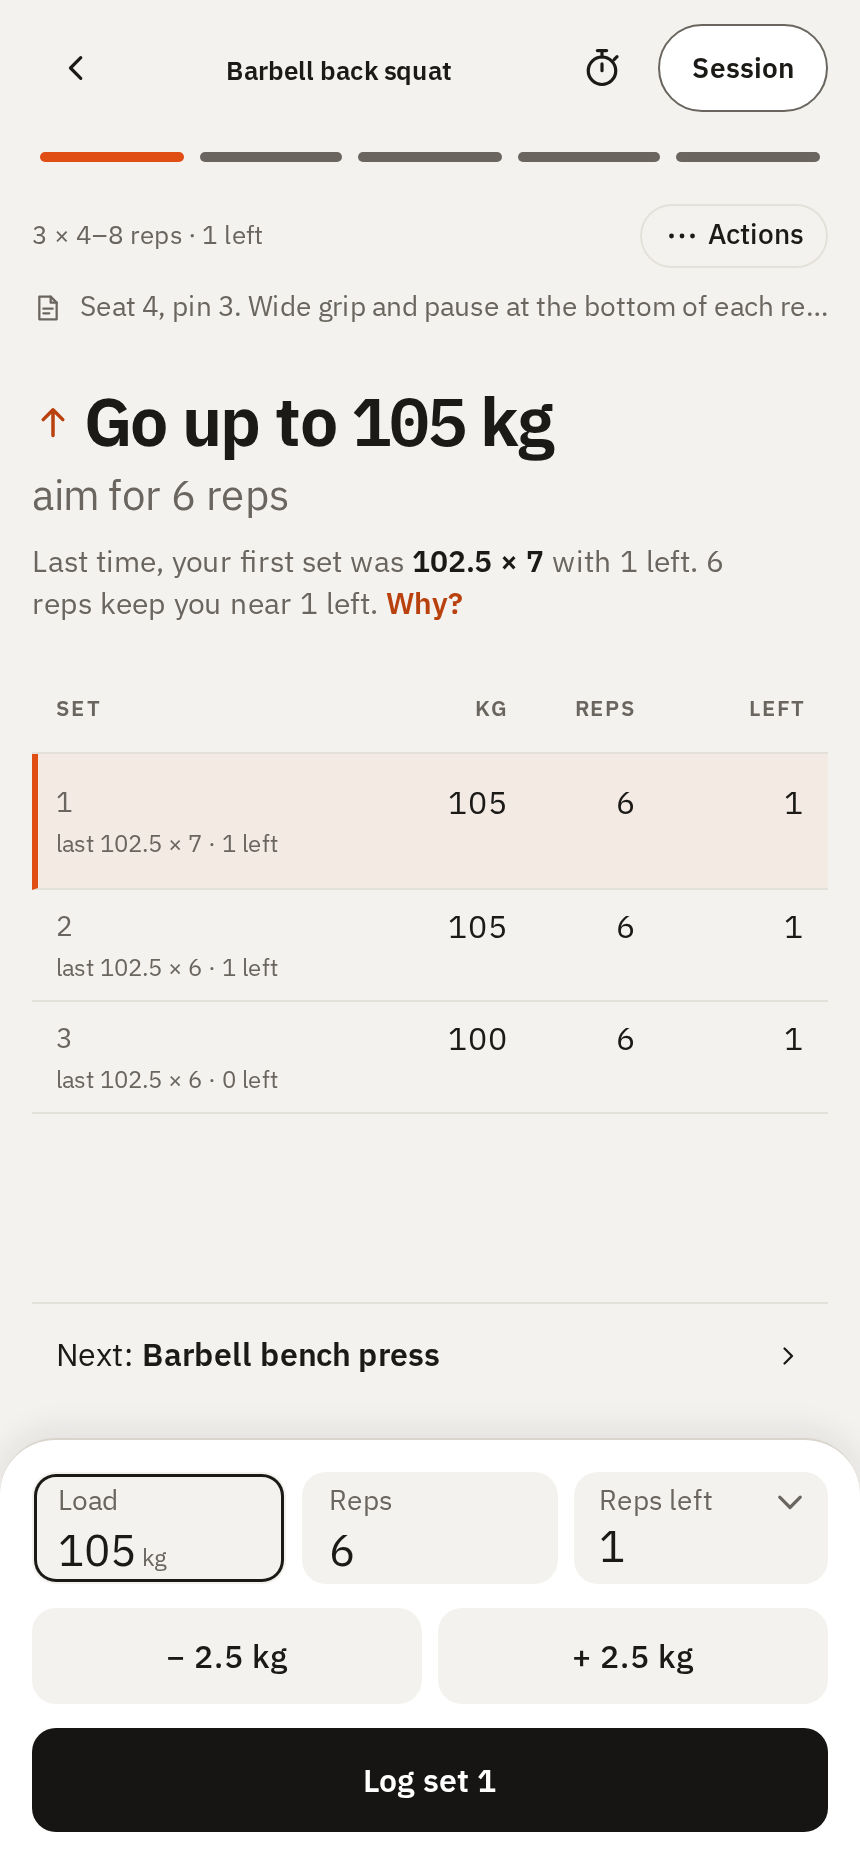 Barbell back squat
Session
3 × 4–8 reps · 1 left
··· Actions
Seat 4, pin 3. Wide grip and pause at the bottom of each re...
↑ Go up to 105 kg
aim for 6 reps
Last time, your first set was 102.5 × 7 with 1 left. 6
reps keep you near 1 left. Why?
SET KG REPS LEFT
1 105 6 1
last 102.5 × 7 · 1 left
2 105 6 1
last 102.5 × 6 · 1 left
3 100 6 1
last 102.5 × 6 · 0 left
Next: Barbell bench press
Load Reps Reps left
105 kg 6 1
− 2.5 kg + 2.5 kg
Log set 1